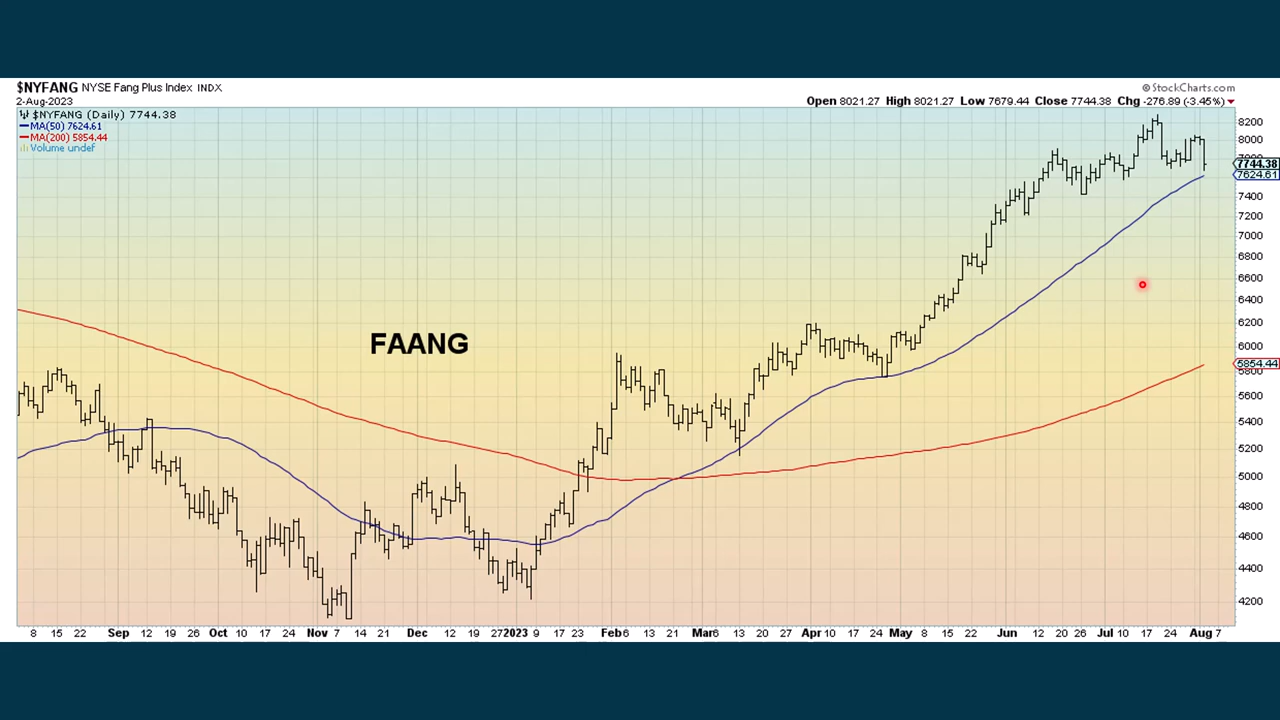 $NYFANG NYSE Fang Plus Index INDX
© StockCharts.com
2-Aug-2023
Open 8021.27 High 8021.27 Low 7679.44 Close 7744.38 Chg -276.89 (-3.45%)
$NYFANG (Daily) 7744.38
MA(50) 7624.61
MA(200) 5854.44
Volume undef
FAANG
8200
8000
7744.38
7624.61
7400
7200
7000
6800
6600
6400
6200
6000
5854.44
5800
5600
5400
5200
5000
4800
4600
4400
4200
8 15 22 Sep 12 19 26 Oct 10 17 24 Nov 7 14 21 Dec 12 19 27 2023 9 17 23 Feb 6 13 21 Mar 6 13 20 27 Apr 10 17 24 May 8 15 22 Jun 12 20 26 Jul 10 17 24 Aug 7